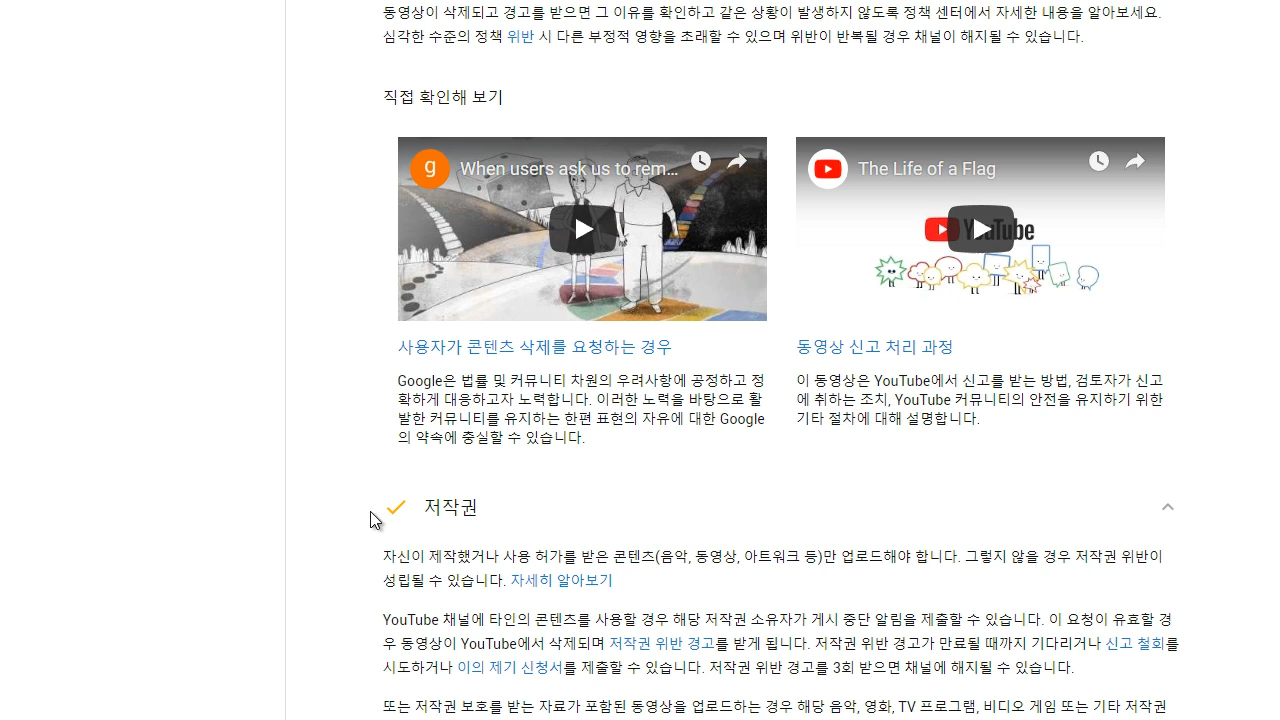 동영상이 삭제되고 경고를 받으면 그 이유를 확인하고 같은 상황이 발생하지 않도록 정책 센터에서 자세한 내용을 알아보세요.
심각한 수준의 정책 위반 시 다른 부정적 영향을 초래할 수 있으며 위반이 반복될 경우 채널이 해지될 수 있습니다.
직접 확인해 보기
g When users ask us to rem...
The Life of a Flag
YouTube
사용자가 콘텐츠 삭제를 요청하는 경우
Google은 법률 및 커뮤니티 차원의 우려사항에 공정하고 정
확하게 대응하고자 노력합니다. 이러한 노력을 바탕으로 활
발한 커뮤니티를 유지하는 한편 표현의 자유에 대한 Google
의 약속에 충실할 수 있습니다.
동영상 신고 처리 과정
이 동영상은 YouTube에서 신고를 받는 방법, 검토자가 신고
에 취하는 조치, YouTube 커뮤니티의 안전을 유지하기 위한
기타 절차에 대해 설명합니다.
저작권
자신이 제작했거나 사용 허가를 받은 콘텐츠(음악, 동영상, 아트워크 등)만 업로드해야 합니다. 그렇지 않을 경우 저작권 위반이
성립될 수 있습니다. 자세히 알아보기
YouTube 채널에 타인의 콘텐츠를 사용할 경우 해당 저작권 소유자가 게시 중단 알림을 제출할 수 있습니다. 이 요청이 유효할 경
우 동영상이 YouTube에서 삭제되며 저작권 위반 경고를 받게 됩니다. 저작권 위반 경고가 만료될 때까지 기다리거나 신고 철회를
시도하거나 이의 제기 신청서를 제출할 수 있습니다. 저작권 위반 경고를 3회 받으면 채널에 해지될 수 있습니다.
또는 저작권 보호를 받는 자료가 포함된 동영상을 업로드하는 경우 해당 음악, 영화, TV 프로그램, 비디오 게임 또는 기타 저작권